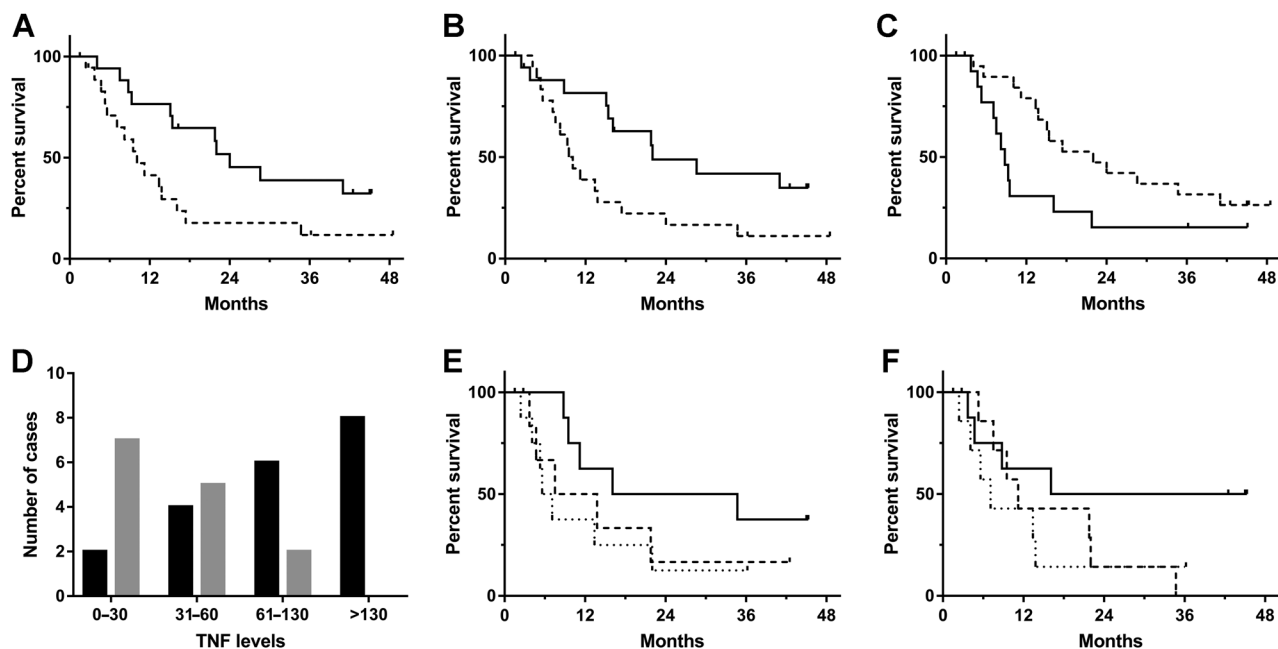 A
Percent survival
100
50
0
0 12 24 36 48
Months
B
Percent survival
100
50
0
0 12 24 36 48
Months
C
Percent survival
100
50
0
0 12 24 36 48
Months
D
Number of cases
10
8
6
4
2
0
0–30 31–60 61–130 >130
TNF levels
E
Percent survival
100
50
0
0 12 24 36 48
Months
F
Percent survival
100
50
0
0 12 24 36 48
Months